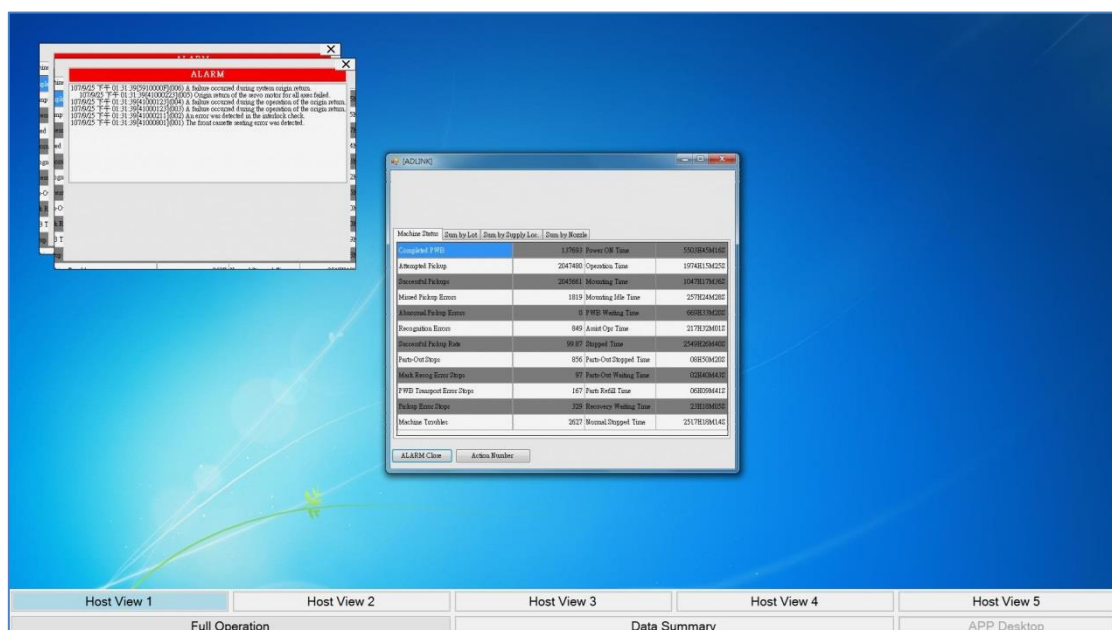 ALARM
107/9/25 下午 01:31:39[5910000F](006) A failure occurred during system origin return.
107/9/25 下午 01:31:39[41000223](005) Origin return of the servo motor for all axes failed.
107/9/25 下午 01:31:39[41000123](004) A failure occurred during the operation of the origin return.
107/9/25 下午 01:31:39[41000123](003) A failure occurred during the operation of the origin return.
107/9/25 下午 01:31:39[41000211](002) An error was detected in the interlock check.
107/9/25 下午 01:31:39[41000801](001) The front cassette seating error was detected.
[ADLINK]
Machine Status Sum by Lot Sum by Supply Loc. Sum by Nozzle
Completed PWB 137693 Power ON Time 5503H45M16S
Attempted Pickup 2047480 Operation Time 1974H15M25S
Successful Pickups 2045661 Mounting Time 1047H17M36S
Missed Pickup Errors 1819 Mounting Idle Time 257H24M28S
Abnormal Pickup Errors 0 PWB Waiting Time 669H33M20S
Recognition Errors 849 Assist Opr Time 217H32M01S
Successful Pickup Rate 99.87 Stopped Time 2549H26M40S
Parts-Out Stops 856 Parts-Out Stopped Time 08H50M20S
Mark Recog Error Stops 97 Parts-Out Waiting Time 02H40M43S
PWB Transport Error Stops 167 Parts Refill Time 06H09M41S
Pickup Error Stops 329 Recovery Waiting Time 23H18M05S
Machine Troubles 2627 Normal Stopped Time 2517H18M14S
ALARM Close Action Number
Host View 1 Host View 2 Host View 3 Host View 4 Host View 5
Full Operation Data Summary APP Desktop